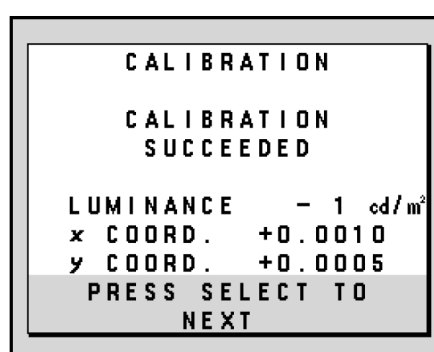 CALIBRATION
CALIBRATION
SUCCEEDED
LUMINANCE - 1 cd/m²
x COORD. +0.0010
y COORD. +0.0005
PRESS SELECT TO
NEXT